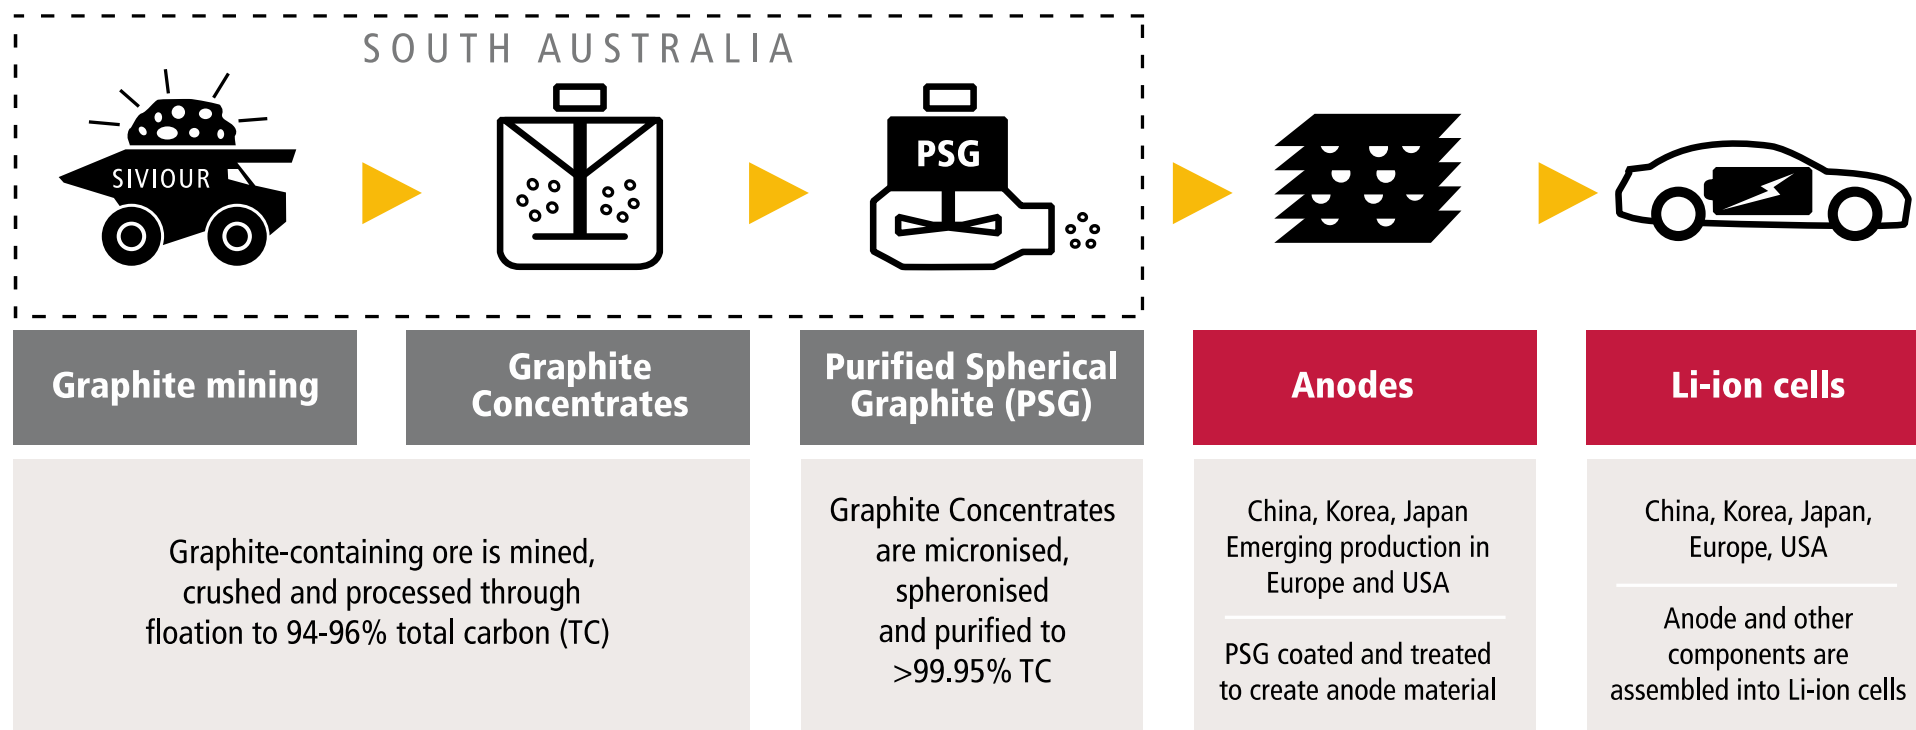 SOUTH AUSTRALIA
SIVIOUR
PSG
Graphite mining
Graphite
Concentrates
Purified Spherical
Graphite (PSG)
Anodes
Li-ion cells
Graphite-containing ore is mined,
crushed and processed through
floation to 94-96% total carbon (TC)
Graphite Concentrates
are micronised,
spheronised
and purified to
>99.95% TC
China, Korea, Japan
Emerging production in
Europe and USA
PSG coated and treated
to create anode material
China, Korea, Japan,
Europe, USA
Anode and other
components are
assembled into Li-ion cells